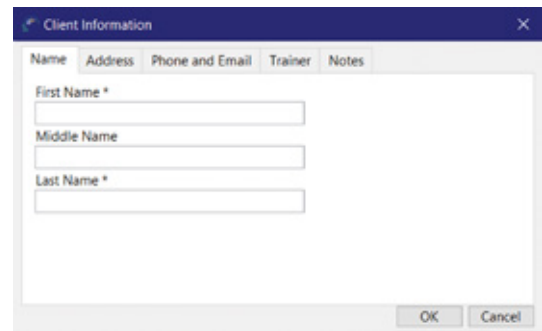 Client Information
Name Address Phone and Email Trainer Notes
First Name *
Middle Name
Last Name *
OK Cancel